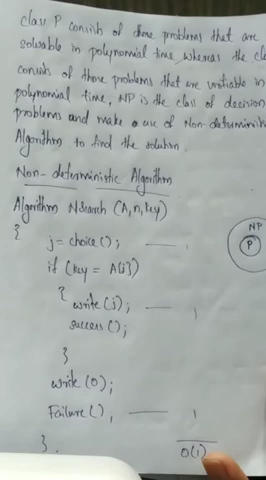 Class P consists of those problems that are
solvable in polynomial time, whereas the cla
consists of those problems that are verifiable in
polynomial time, NP is the class of decision
problems and make a use of Non-deterministi
Algorithm to find the solution.
Non-deterministic Algorithm
Algorithm NSearch (A, n, key)
{
j = choice(); — 1
if (key = A[j])
{ write(j); — 1
success();
}
write(0);
Failure(), — 1
}.
O(1)
NP
P